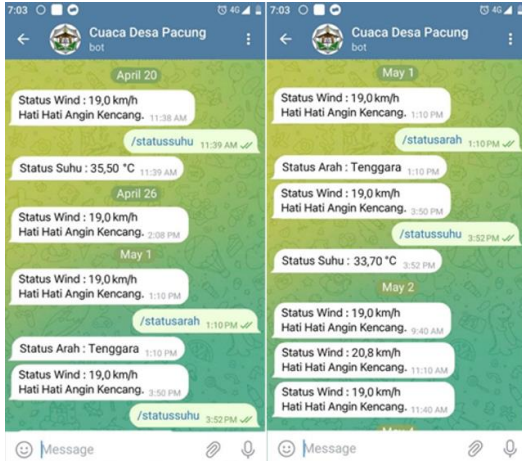 7:03
4G
Cuaca Desa Pacung
bot
April 20
Status Wind : 19,0 km/h
Hati Hati Angin Kencang. 11:38 AM
/statussuhu 11:39 AM
Status Suhu : 35,50 °C 11:39 AM
April 26
Status Wind : 19,0 km/h
Hati Hati Angin Kencang. 2:08 PM
May 1
Status Wind : 19,0 km/h
Hati Hati Angin Kencang. 1:10 PM
/statusarah 1:10 PM
Status Arah : Tenggara 1:10 PM
Status Wind : 19,0 km/h
Hati Hati Angin Kencang. 3:50 PM
/statussuhu 3:52 PM
Message
7:03
4G
Cuaca Desa Pacung
bot
May 1
Status Wind : 19,0 km/h
Hati Hati Angin Kencang. 1:10 PM
/statusarah 1:10 PM
Status Arah : Tenggara 1:10 PM
Status Wind : 19,0 km/h
Hati Hati Angin Kencang. 3:50 PM
/statussuhu 3:52 PM
Status Suhu : 33,70 °C 3:52 PM
May 2
Status Wind : 19,0 km/h
Hati Hati Angin Kencang. 9:40 AM
Status Wind : 20,8 km/h
Hati Hati Angin Kencang. 11:10 AM
Status Wind : 19,0 km/h
Hati Hati Angin Kencang. 11:40 AM
Message